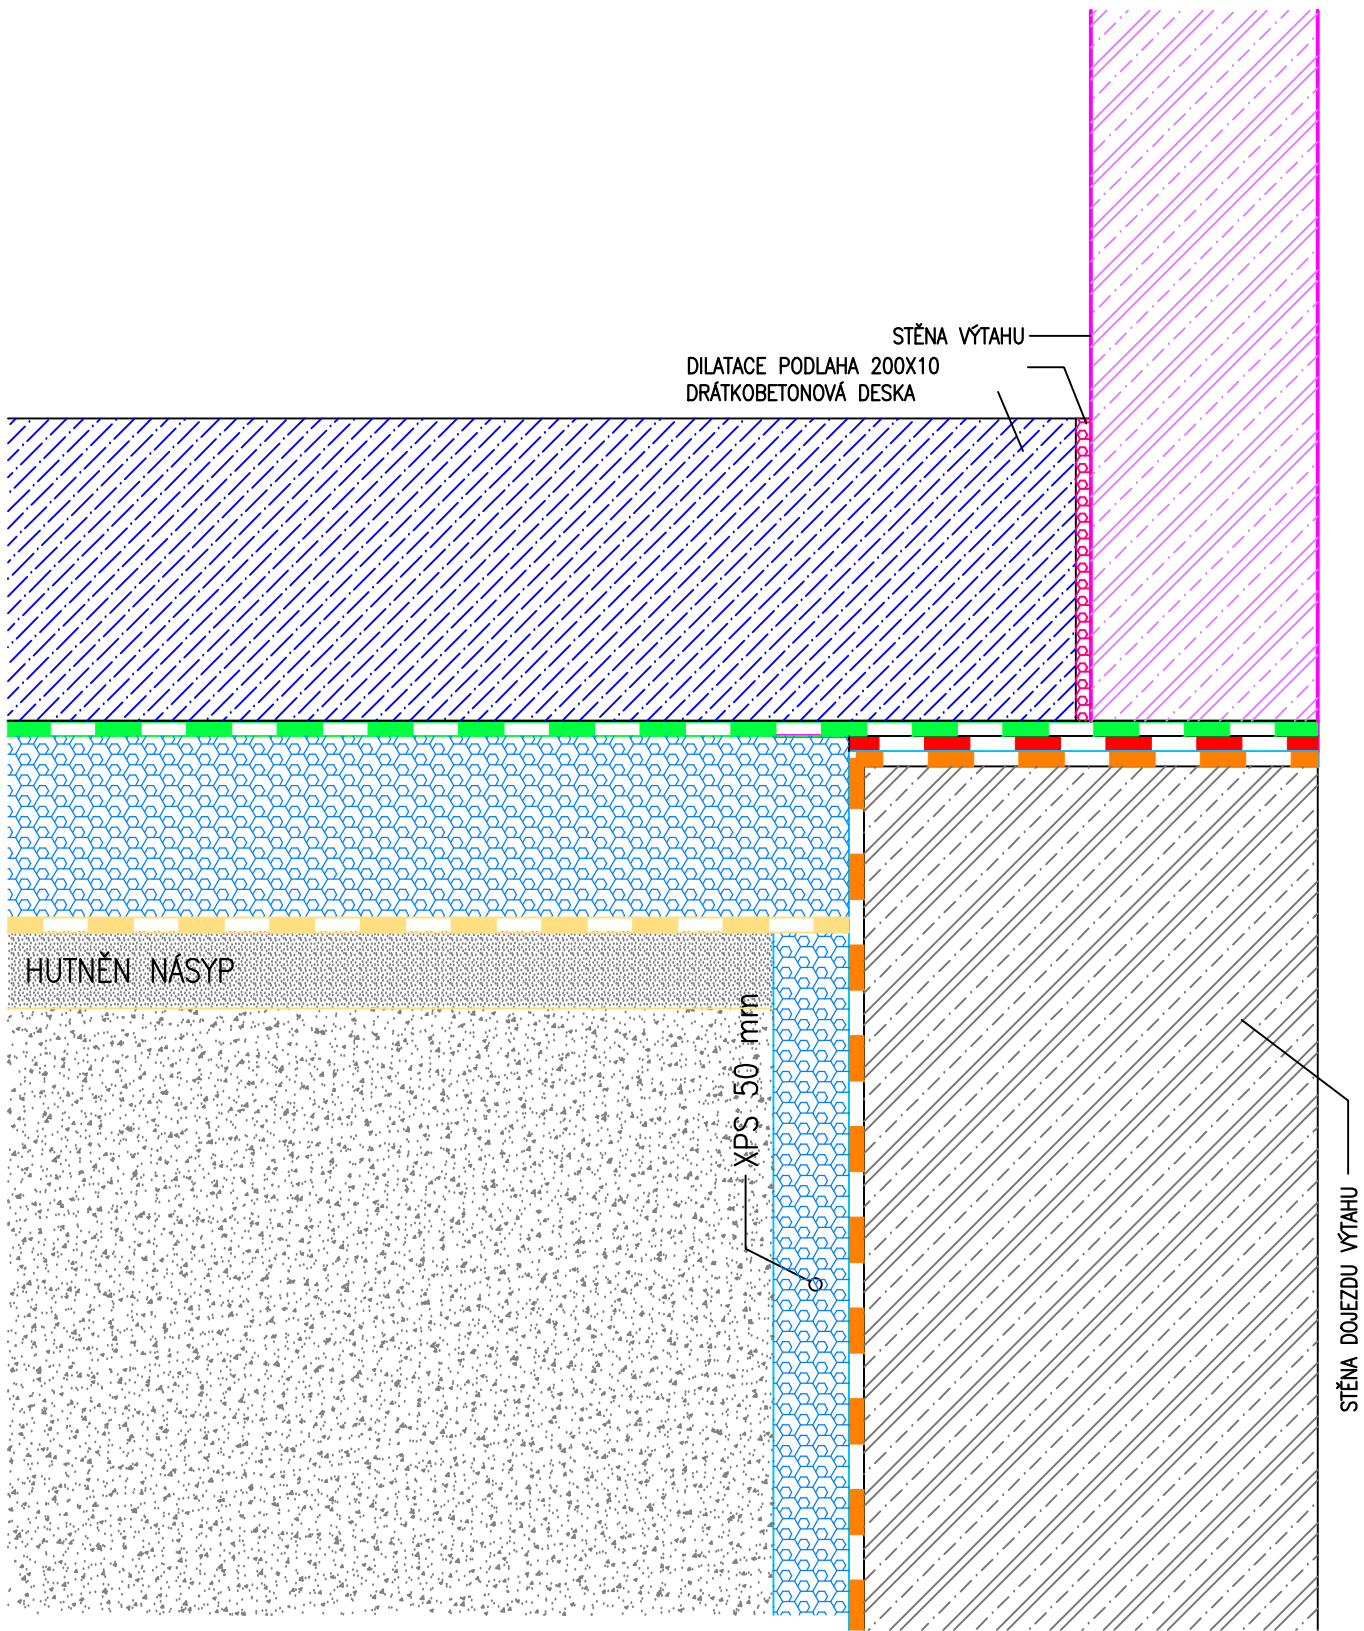 STĚNA VÝTAHU
DILATACE PODLAHA 200X10
DRÁTKOBETONOVÁ DESKA
HUTNĚN NÁSYP
XPS 50 mm
STĚNA DOJEZDU VÝTAHU